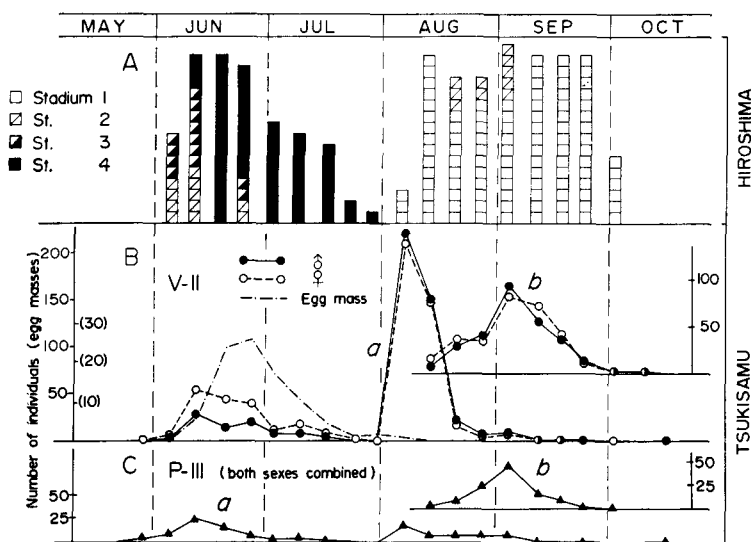 MAY JUN JUL AUG SEP OCT
A
□ Stadium 1
St. 2
St. 3
St. 4
HIROSHIMA
B
V-II
♂
♀
Egg mass
a
b
200
150
100
50
(30)
(20)
(10)
100
50
Number of individuals (egg masses)
TSUKISAMU
C
P-III (both sexes combined)
a
b
50
25
50
25